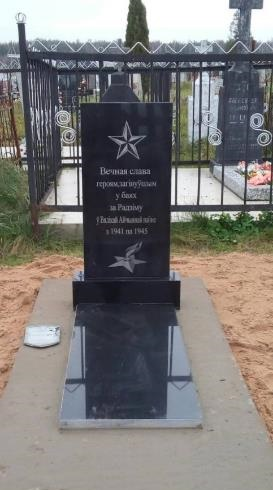 Вечная слава
героям,загінуўшым
у баях
за Радзіму
ў Вялікай Айчыннай вайне
з 1941 па 1945